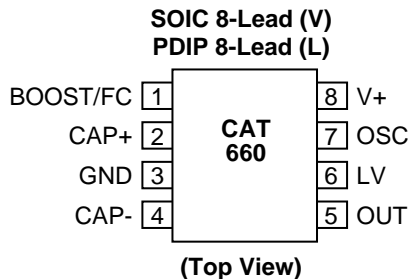 SOIC 8-Lead (V)
PDIP 8-Lead (L)
BOOST/FC 1 8 V+
CAP+ 2 CAT 7 OSC
660
GND 3 6 LV
CAP- 4 5 OUT
(Top View)